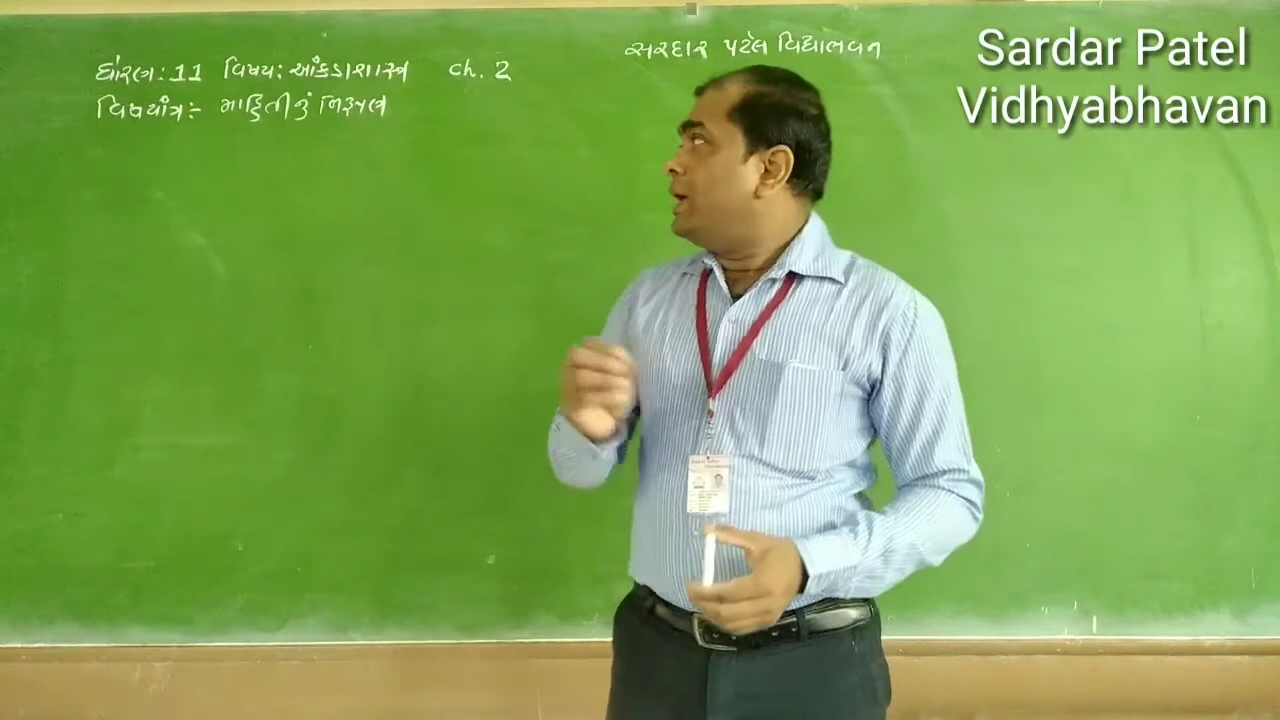 ધોરણ: 11 વિષય: આંકડાશાસ્ત્ર ch. 2
વિષયાંત્ર:- માહિતીનું નિરૂપણ
સરદાર પટેલ વિદ્યાભવન
Sardar Patel
Vidhyabhavan